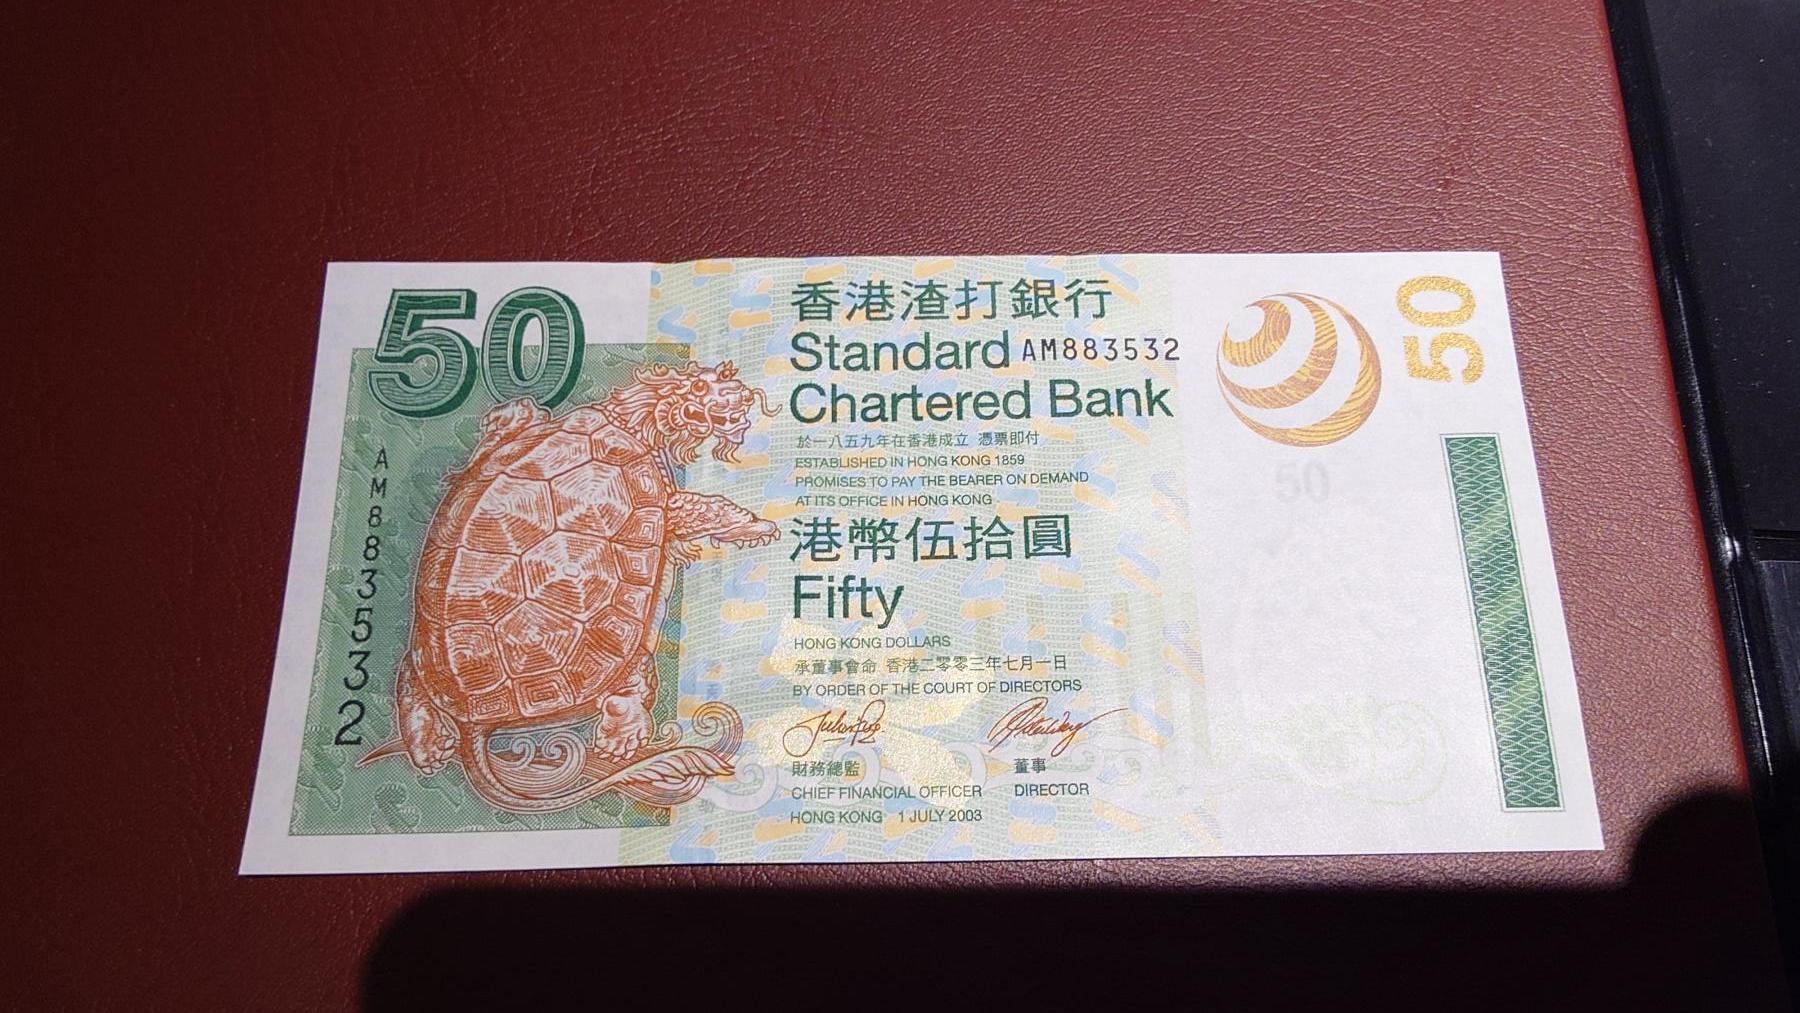 50
香港渣打銀行
Standard AM883532
Chartered Bank
於一八五九年在香港成立 憑票即付
ESTABLISHED IN HONG KONG 1859
PROMISES TO PAY THE BEARER ON DEMAND
AT ITS OFFICE IN HONG KONG
港幣伍拾圓
Fifty
HONG KONG DOLLARS
承董事會命 香港二零零三年七月一日
BY ORDER OF THE COURT OF DIRECTORS
財務總監 董事
CHIEF FINANCIAL OFFICER DIRECTOR
HONG KONG 1 JULY 2003
AM883532
50
50